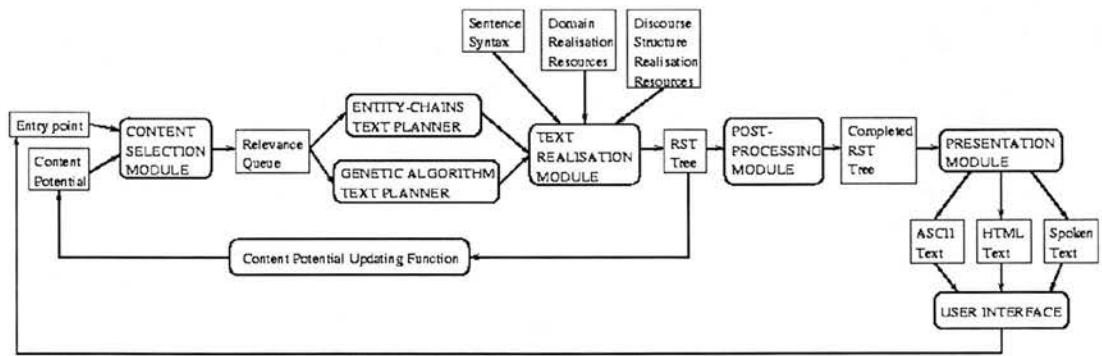 Sentence
Syntax
Domain
Realisation
Resources
Discourse
Structure
Realisation
Resources
Entry point
Content
Potential
CONTENT
SELECTION
MODULE
Relevance
Queue
ENTITY-CHAINS
TEXT PLANNER
GENETIC ALGORITHM
TEXT PLANNER
TEXT
REALISATION
MODULE
RST
Tree
POST-
PROCESSING
MODULE
Completed
RST
Tree
PRESENTATION
MODULE
ASCII
Text
HTML
Text
Spoken
Text
Content Potential Updating Function
USER INTERFACE